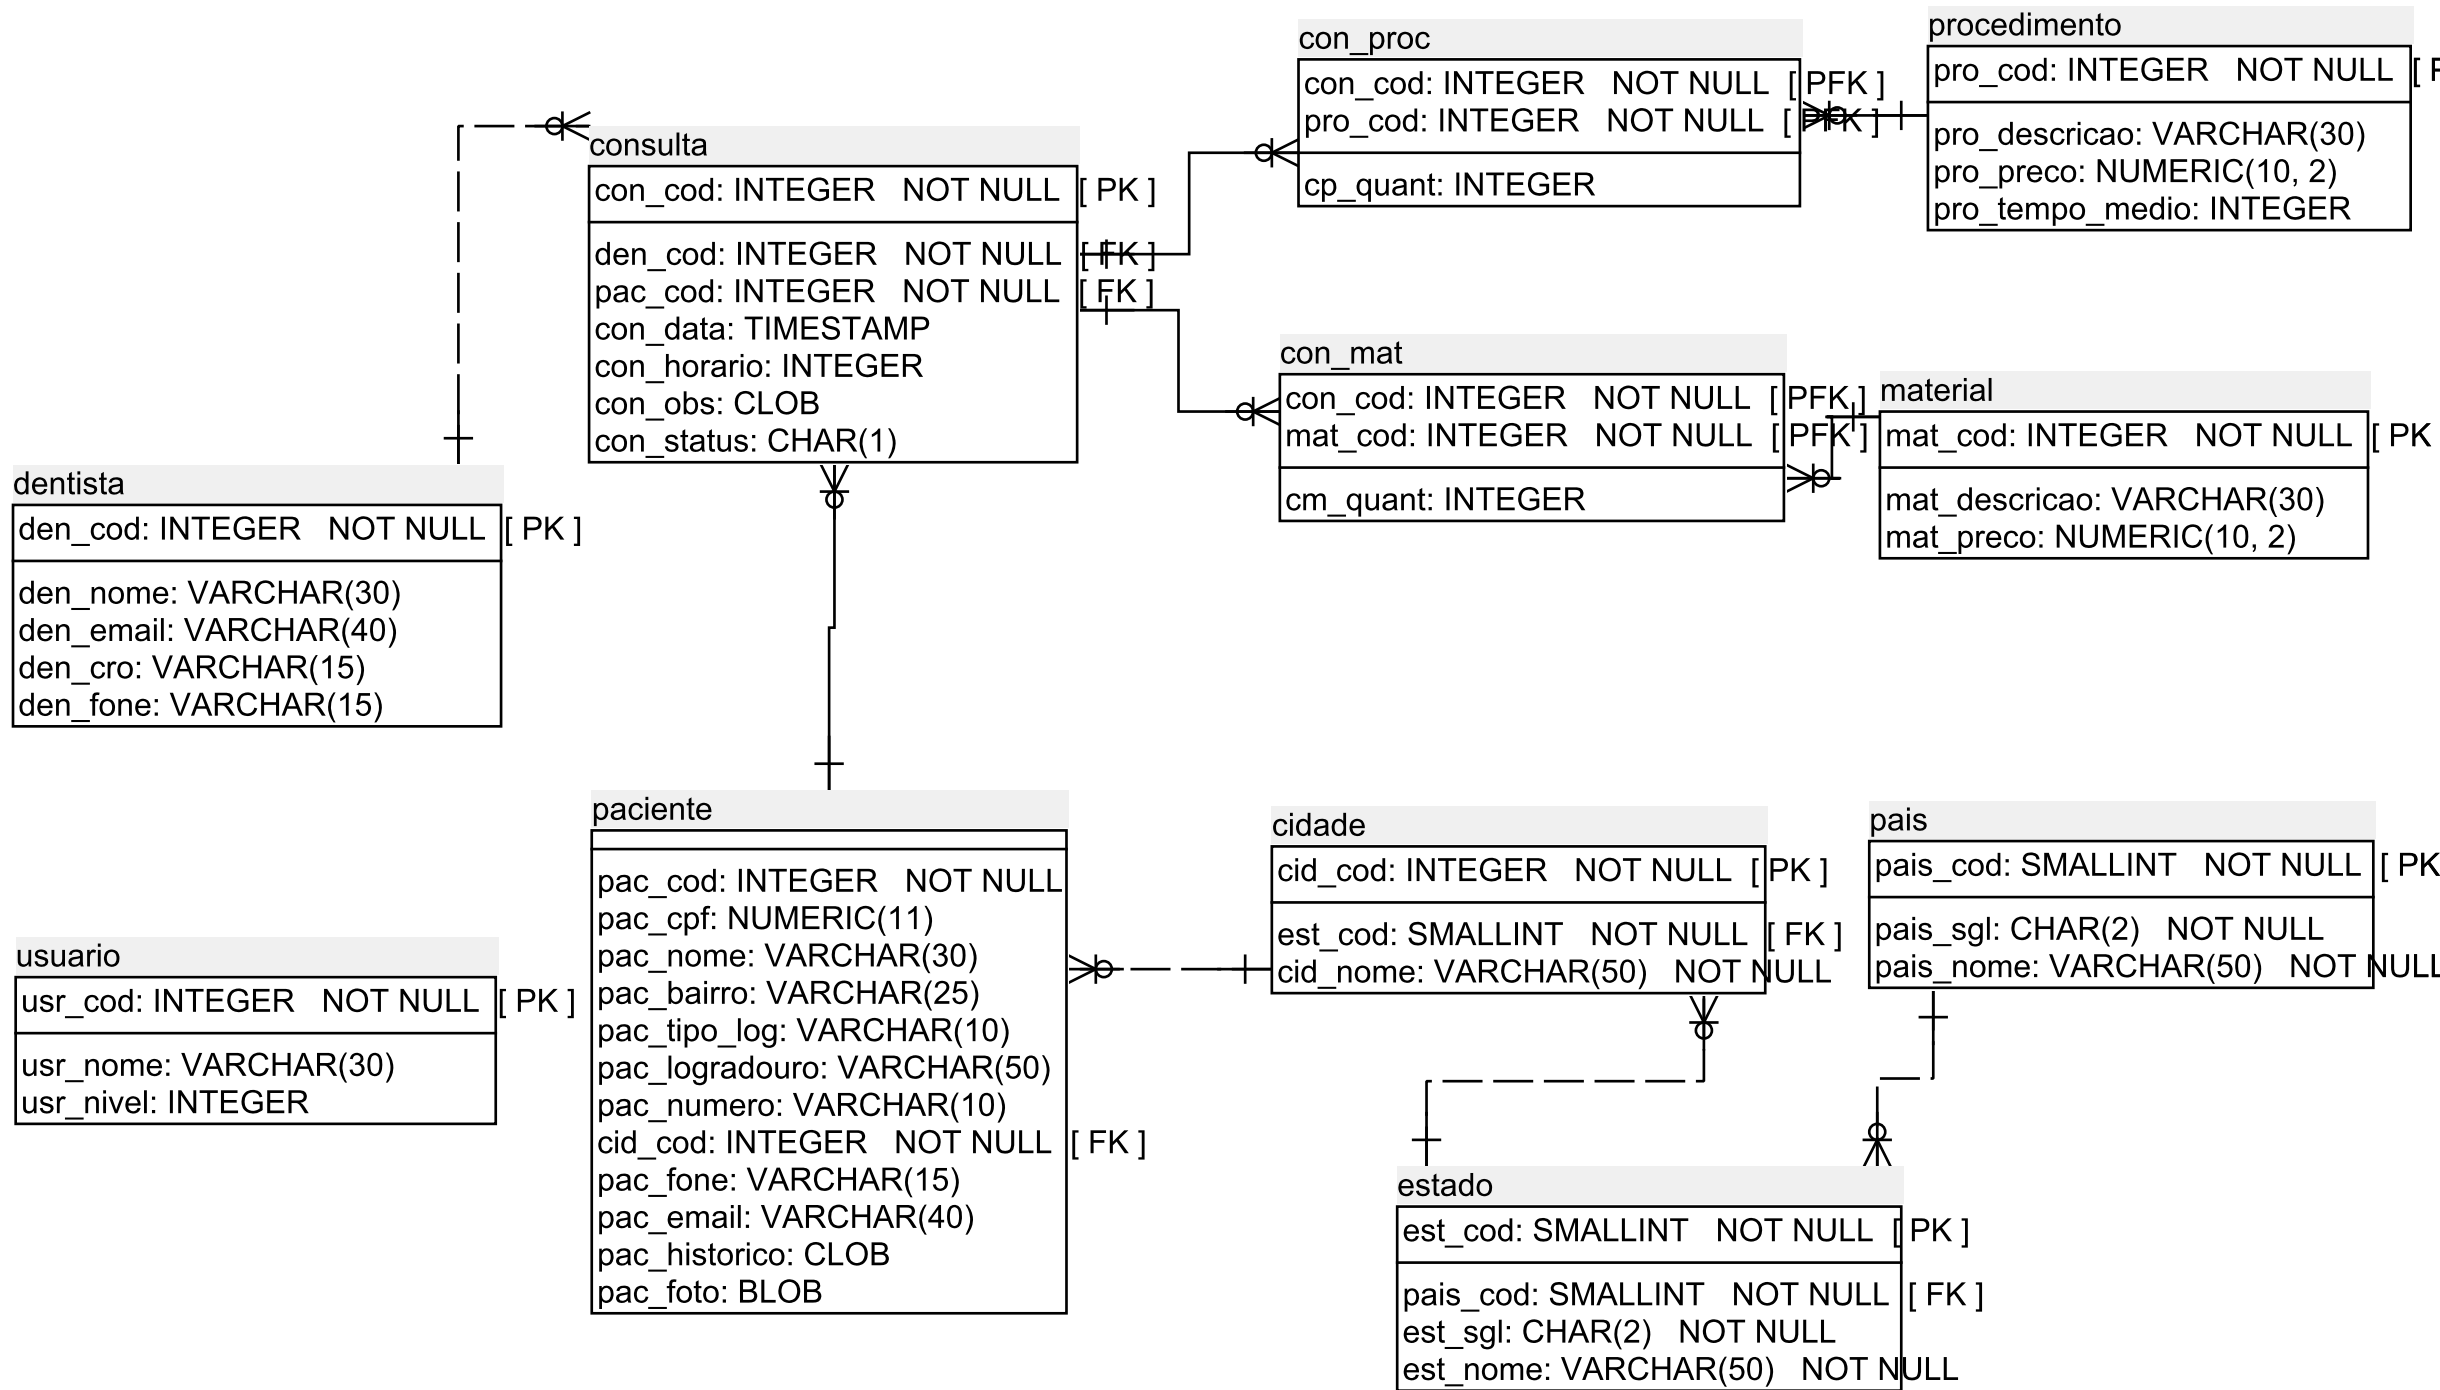 con_proc
con_cod: INTEGER NOT NULL [ PFK ]
pro_cod: INTEGER NOT NULL [ PFK ]
cp_quant: INTEGER
procedimento
pro_cod: INTEGER NOT NULL [
pro_descricao: VARCHAR(30)
pro_preco: NUMERIC(10, 2)
pro_tempo_medio: INTEGER
consulta
con_cod: INTEGER NOT NULL [ PK ]
den_cod: INTEGER NOT NULL [ FK ]
pac_cod: INTEGER NOT NULL [ FK ]
con_data: TIMESTAMP
con_horario: INTEGER
con_obs: CLOB
con_status: CHAR(1)
con_mat
con_cod: INTEGER NOT NULL [ PFK ]
mat_cod: INTEGER NOT NULL [ PFK ]
cm_quant: INTEGER
material
mat_cod: INTEGER NOT NULL [ PK
mat_descricao: VARCHAR(30)
mat_preco: NUMERIC(10, 2)
dentista
den_cod: INTEGER NOT NULL [ PK ]
den_nome: VARCHAR(30)
den_email: VARCHAR(40)
den_cro: VARCHAR(15)
den_fone: VARCHAR(15)
paciente
pac_cod: INTEGER NOT NULL
pac_cpf: NUMERIC(11)
pac_nome: VARCHAR(30)
pac_bairro: VARCHAR(25)
pac_tipo_log: VARCHAR(10)
pac_logradouro: VARCHAR(50)
pac_numero: VARCHAR(10)
cid_cod: INTEGER NOT NULL [ FK ]
pac_fone: VARCHAR(15)
pac_email: VARCHAR(40)
pac_historico: CLOB
pac_foto: BLOB
cidade
cid_cod: INTEGER NOT NULL [ PK ]
est_cod: SMALLINT NOT NULL [ FK ]
cid_nome: VARCHAR(50) NOT NULL
pais
pais_cod: SMALLINT NOT NULL [ PK
pais_sgl: CHAR(2) NOT NULL
pais_nome: VARCHAR(50) NOT NULL
usuario
usr_cod: INTEGER NOT NULL [ PK ]
usr_nome: VARCHAR(30)
usr_nivel: INTEGER
estado
est_cod: SMALLINT NOT NULL [ PK ]
pais_cod: SMALLINT NOT NULL [ FK ]
est_sgl: CHAR(2) NOT NULL
est_nome: VARCHAR(50) NOT NULL